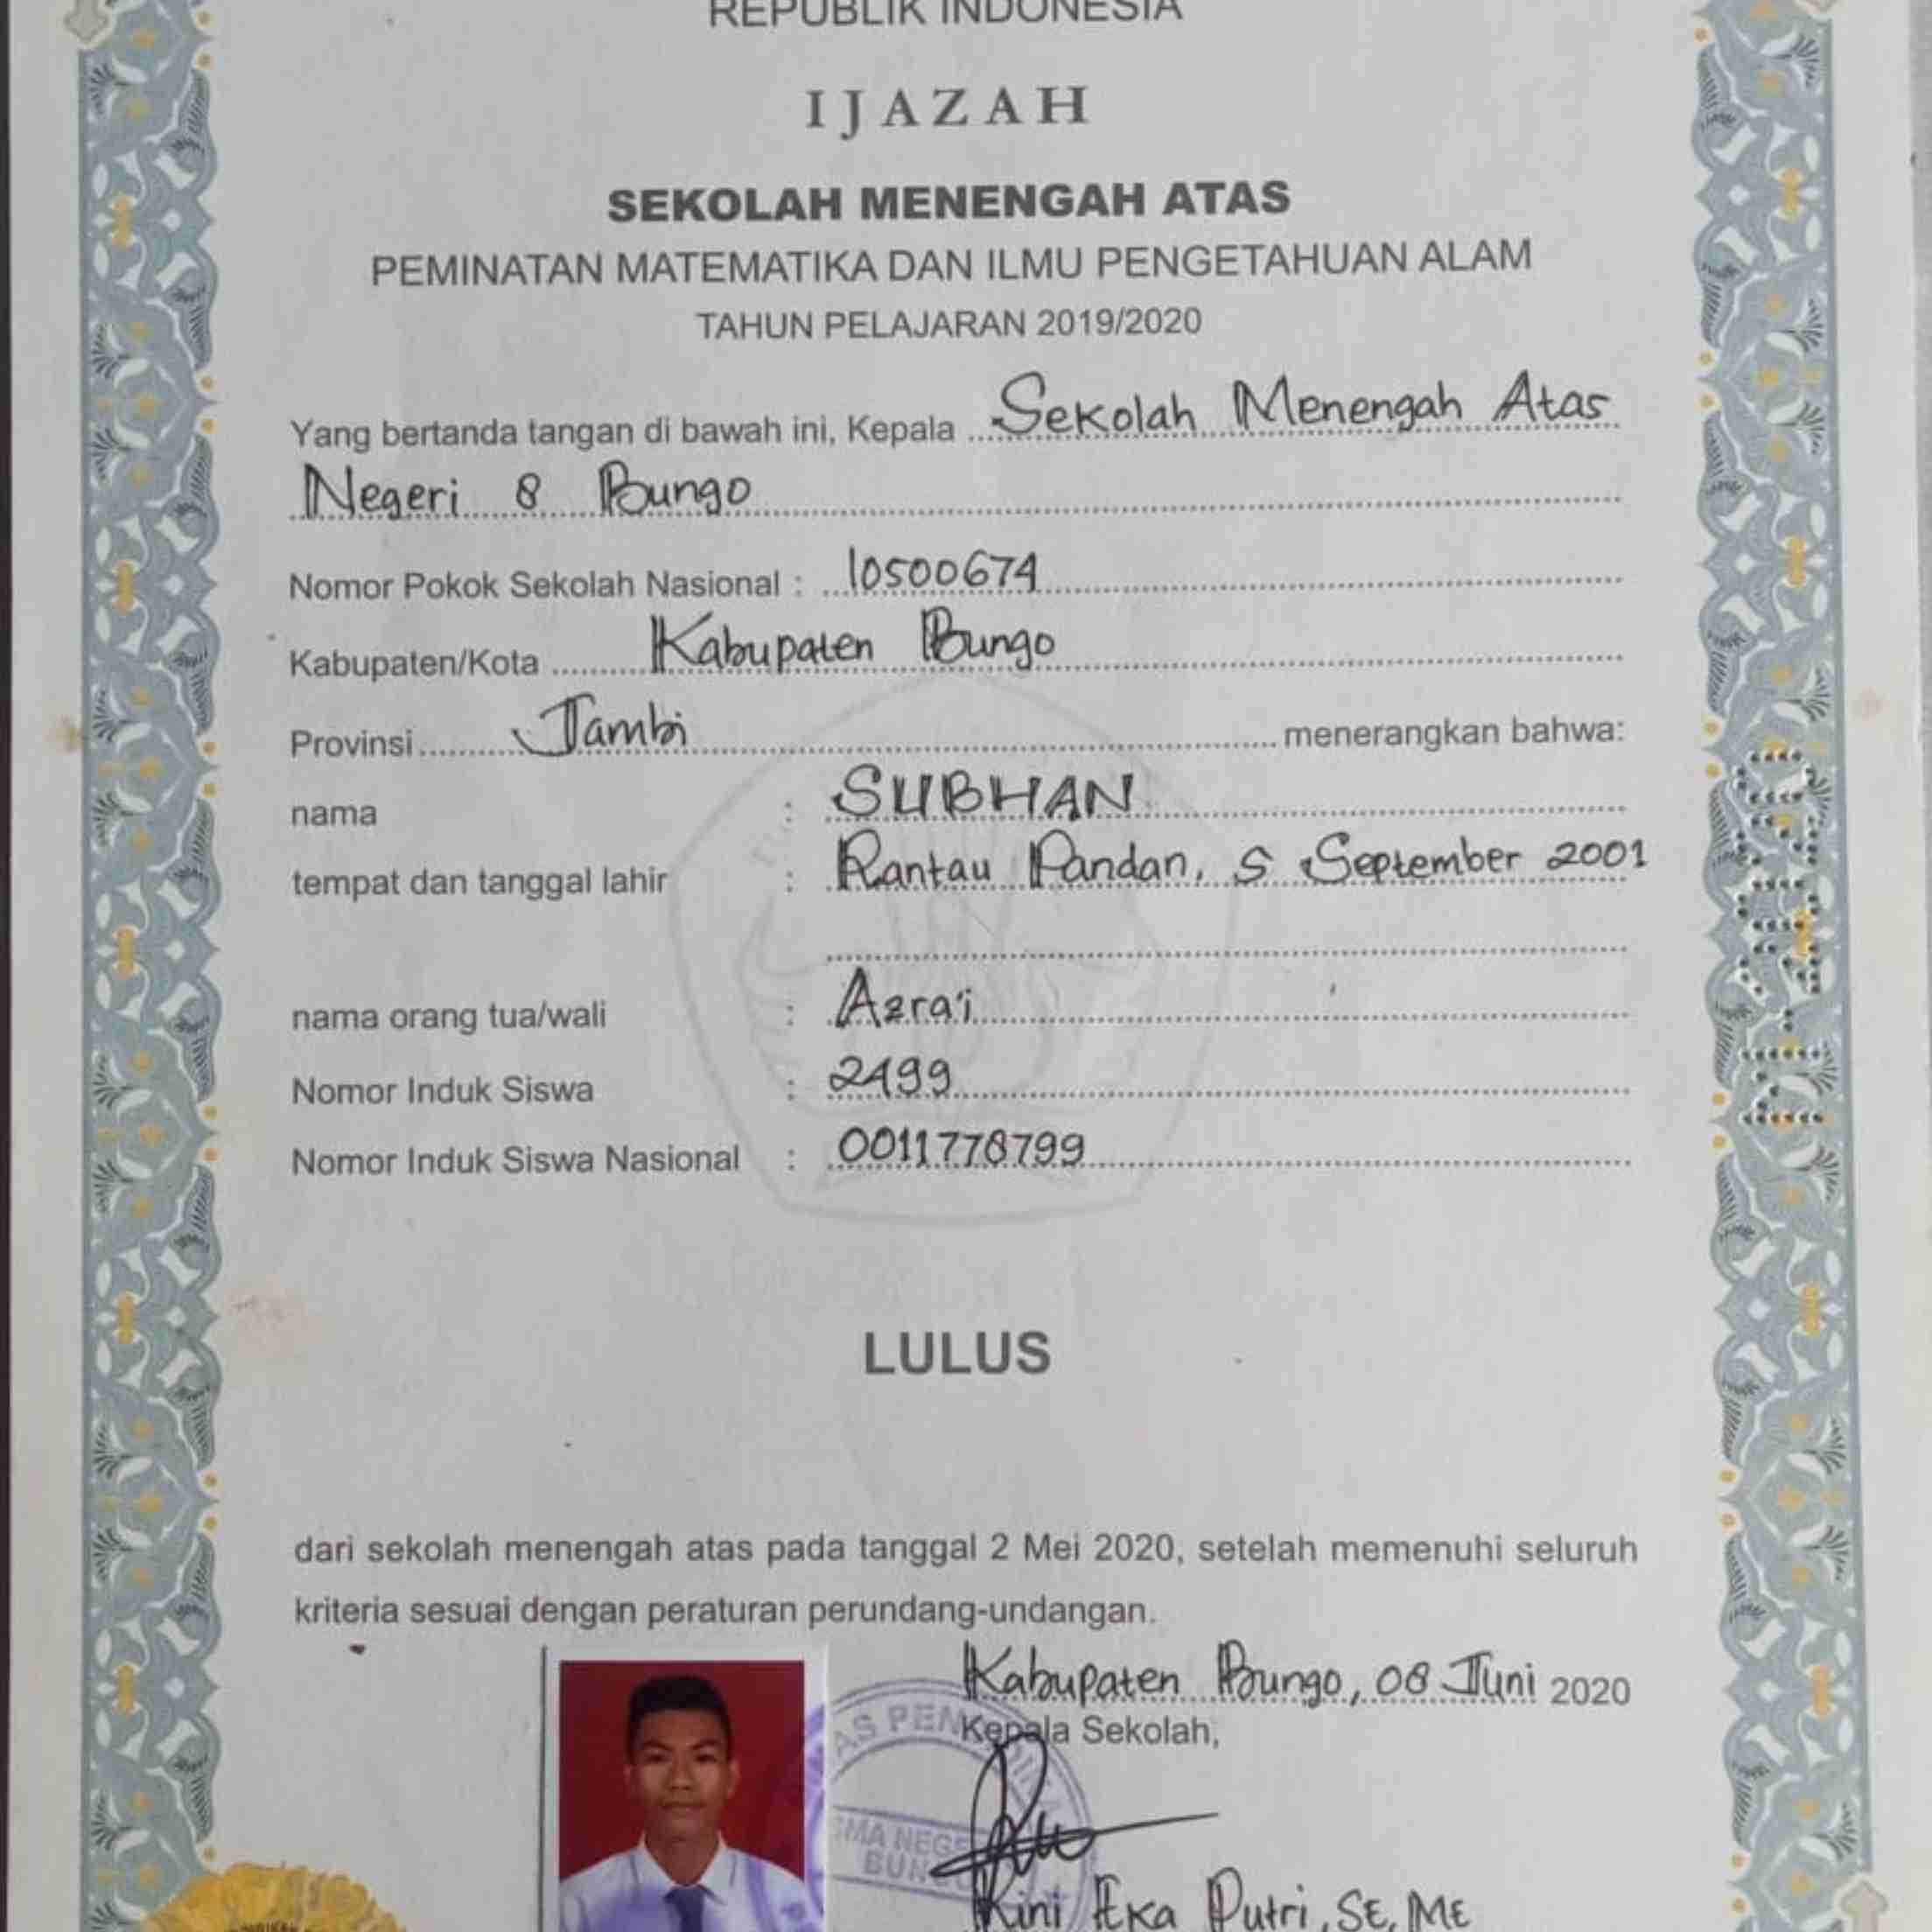 REPUBLIK INDONESIA
IJAZAH
SEKOLAH MENENGAH ATAS
PEMINATAN MATEMATIKA DAN ILMU PENGETAHUAN ALAM
TAHUN PELAJARAN 2019/2020
Yang bertanda tangan di bawah ini, Kepala Sekolah Menengah Atas
Negeri 8 Bungo
Nomor Pokok Sekolah Nasional : 10500674
Kabupaten/Kota Kabupaten Bungo
Provinsi Jambi menerangkan bahwa:
nama : SUBHAN
tempat dan tanggal lahir : Rantau Pandan, 5 September 2001
nama orang tua/wali : Azra'i
Nomor Induk Siswa : 2499
Nomor Induk Siswa Nasional : 0011778799
LULUS
dari sekolah menengah atas pada tanggal 2 Mei 2020, setelah memenuhi seluruh
kriteria sesuai dengan peraturan perundang-undangan.
Kabupaten Bungo, 08 Juni 2020
Kepala Sekolah,
SMA NEGE
BUN
Rini Eka Putri, SE, ME